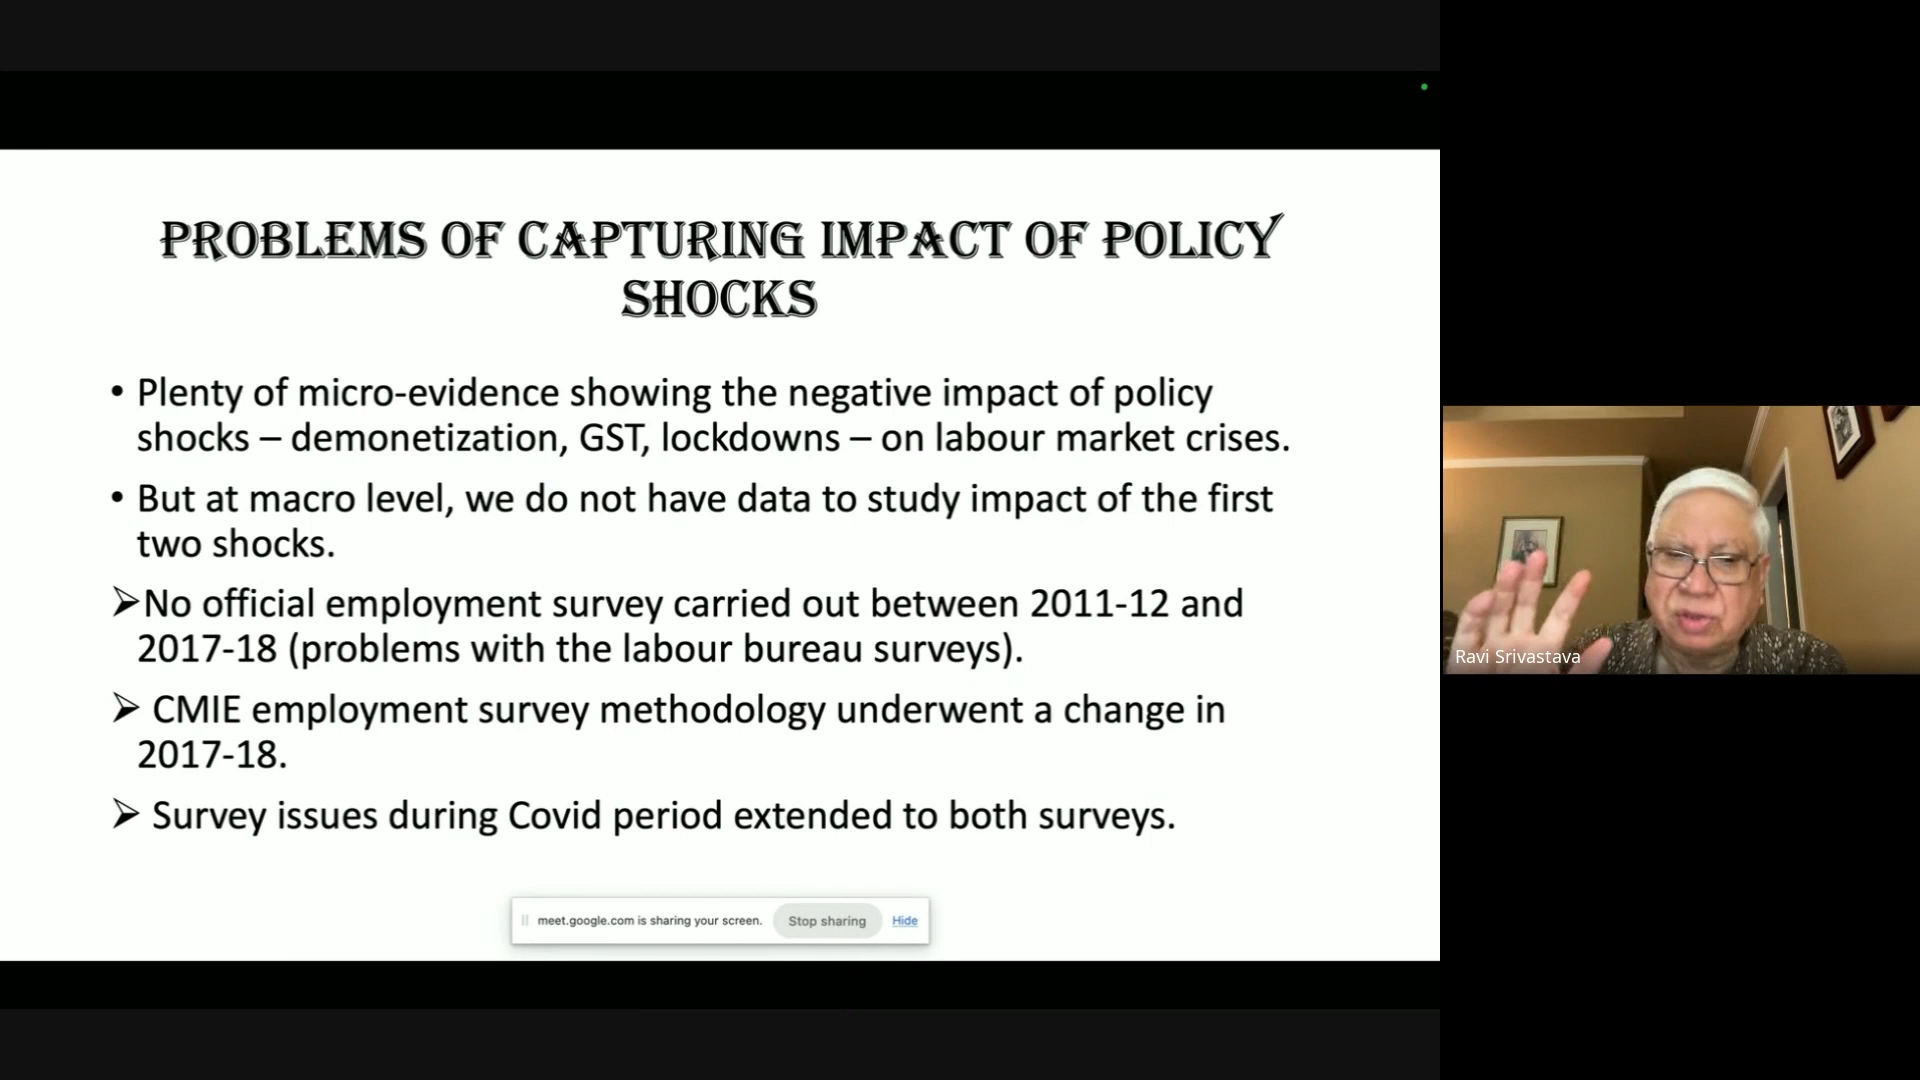 PROBLEMS OF CAPTURING IMPACT OF POLICY
SHOCKS
• Plenty of micro-evidence showing the negative impact of policy
shocks – demonetization, GST, lockdowns – on labour market crises.
• But at macro level, we do not have data to study impact of the first
two shocks.
➢No official employment survey carried out between 2011-12 and
2017-18 (problems with the labour bureau surveys).
➢ CMIE employment survey methodology underwent a change in
2017-18.
➢ Survey issues during Covid period extended to both surveys.
meet.google.com is sharing your screen. Stop sharing Hide
Ravi Srivastava